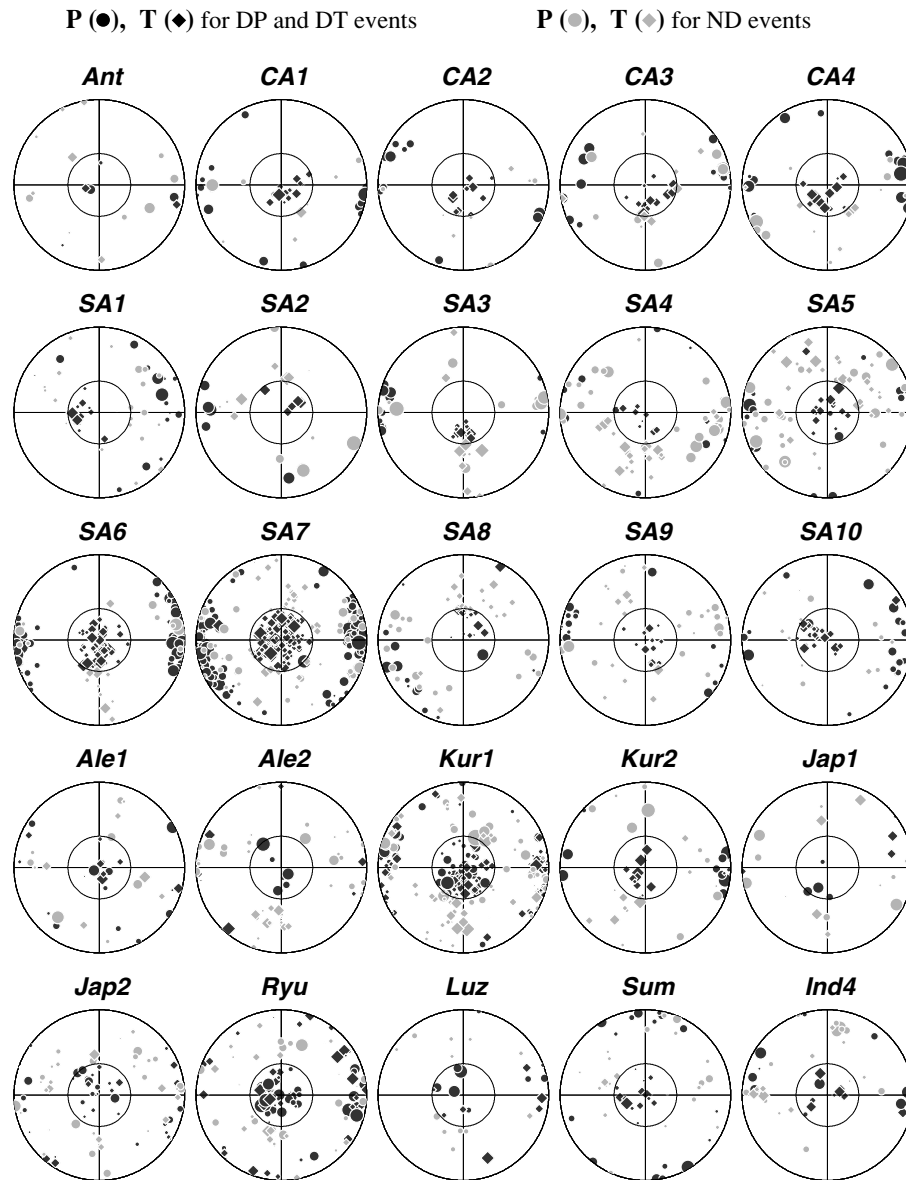 P (●), T (◆) for DP and DT events P (●), T (◆) for ND events
Ant CA1 CA2 CA3 CA4
SA1 SA2 SA3 SA4 SA5
SA6 SA7 SA8 SA9 SA10
Ale1 Ale2 Kur1 Kur2 Jap1
Jap2 Ryu Luz Sum Ind4